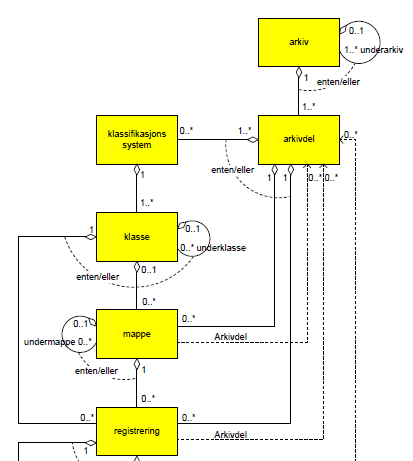 arkiv
0..1
1..* underarkiv
1
enten/eller
1..*
klassifikasjons
system
0..*
1..*
arkivdel
0..*
enten/eller
1
1
0..*
0..*
1
1..*
1
klasse
0..1
0..* underklasse
0..1
enten/eller
0..*
0..1
mappe
0..*
undermappe 0..*
Arkivdel
enten/eller
1
0..*
0..*
registrering
0..*
Arkivdel
1